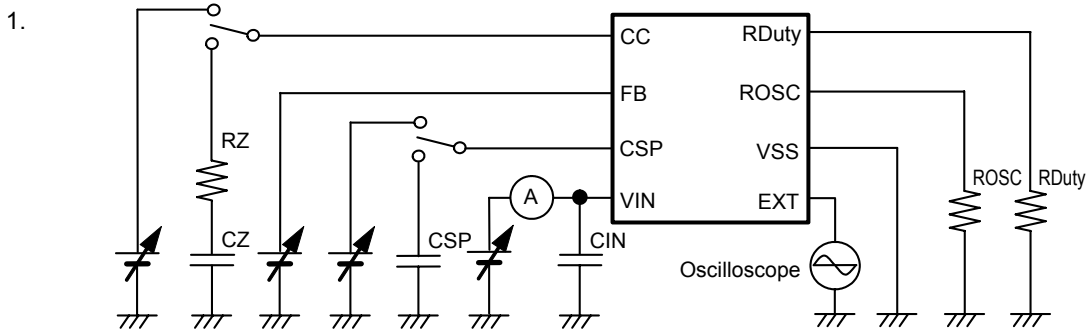 1.
CC RDuty
FB ROSC
RZ
CSP VSS
ROSC RDuty
A
VIN EXT
CZ CSP CIN
Oscilloscope